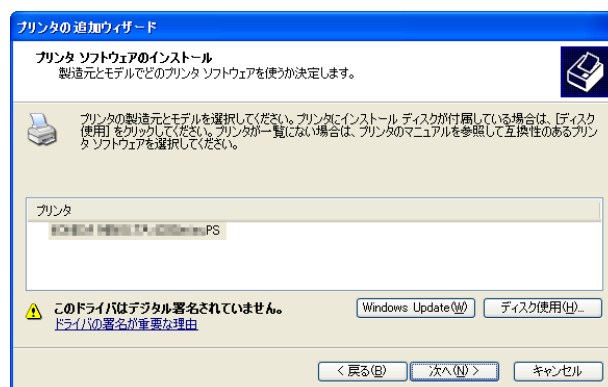 プリンタの追加ウィザード
プリンタ ソフトウェアのインストール
製造元とモデルでどのプリンタ ソフトウェアを使うか決定します。
プリンタの製造元とモデルを選択してください。プリンタにインストール ディスクが付属している場合は、[ディスク
使用] をクリックしてください。プリンタが一覧にない場合は、プリンタのマニュアルを参照して互換性のあるプリン
タ ソフトウェアを選択してください。
プリンタ
PS
このドライバはデジタル署名されていません。
ドライバの署名が重要な理由
Windows Update(W)
ディスク使用(H)...
< 戻る(B)
次へ(N) >
キャンセル